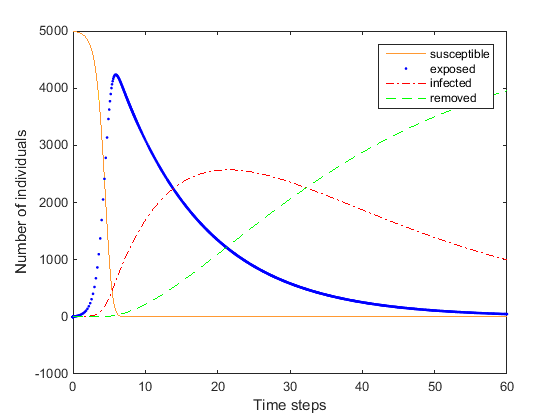 5000
4000
3000
2000
1000
0
-1000
Number of individuals
susceptible
exposed
infected
removed
0 10 20 30 40 50 60
Time steps